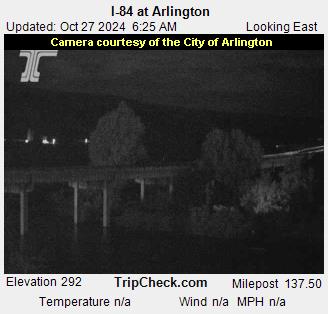 I-84 at Arlington
Updated: Oct 27 2024 6:25 AM Looking East
Camera courtesy of the City of Arlington
Elevation 292 TripCheck.com Milepost 137.50
Temperature n/a Wind n/a MPH n/a